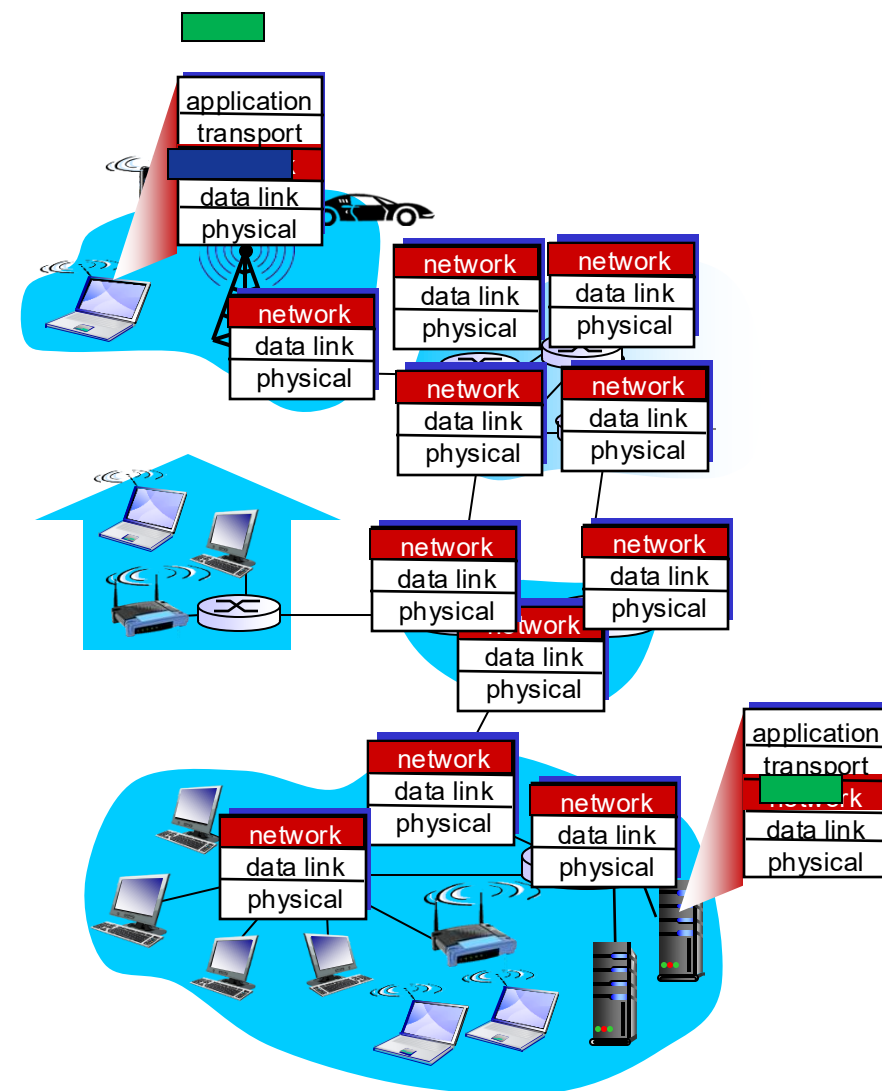 application
transport
data link
physical
network
data link
physical
network
data link
physical
network
data link
physical
network
data link
physical
network
data link
physical
network
data link
physical
network
data link
physical
network
data link
physical
application
transport
network
data link
physical
network
data link
physical
network
data link
physical
network
data link
physical